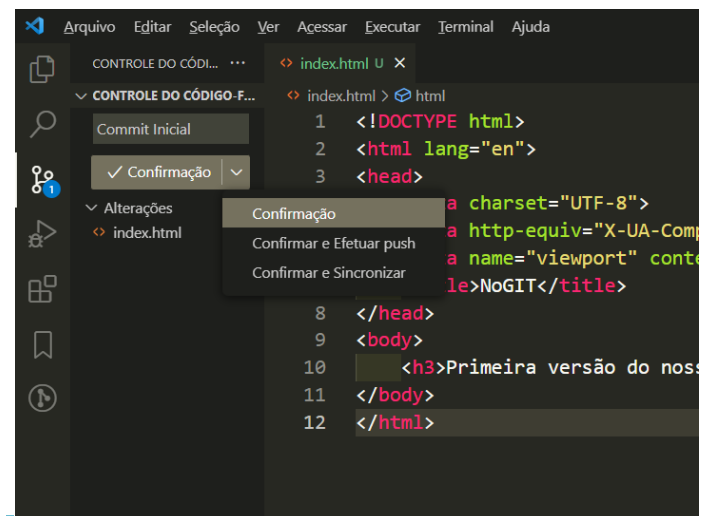 Arquivo Editar Seleção Ver Acessar Executar Terminal Ajuda
CONTROLE DO CÓDI... ···
index.html U
CONTROLE DO CÓDIGO-F...
index.html > html
Commit Inicial
Confirmação
Alterações
index.html
1
Confirmação
Confirmar e Efetuar push
Confirmar e Sincronizar
1 <!DOCTYPE html>
2 <html lang="en">
3 <head>
a charset="UTF-8">
a http-equiv="X-UA-Comp
a name="viewport" conte
le>NoGIT</title>
8 </head>
9 <body>
10 <h3>Primeira versão do noss
11 </body>
12 </html>